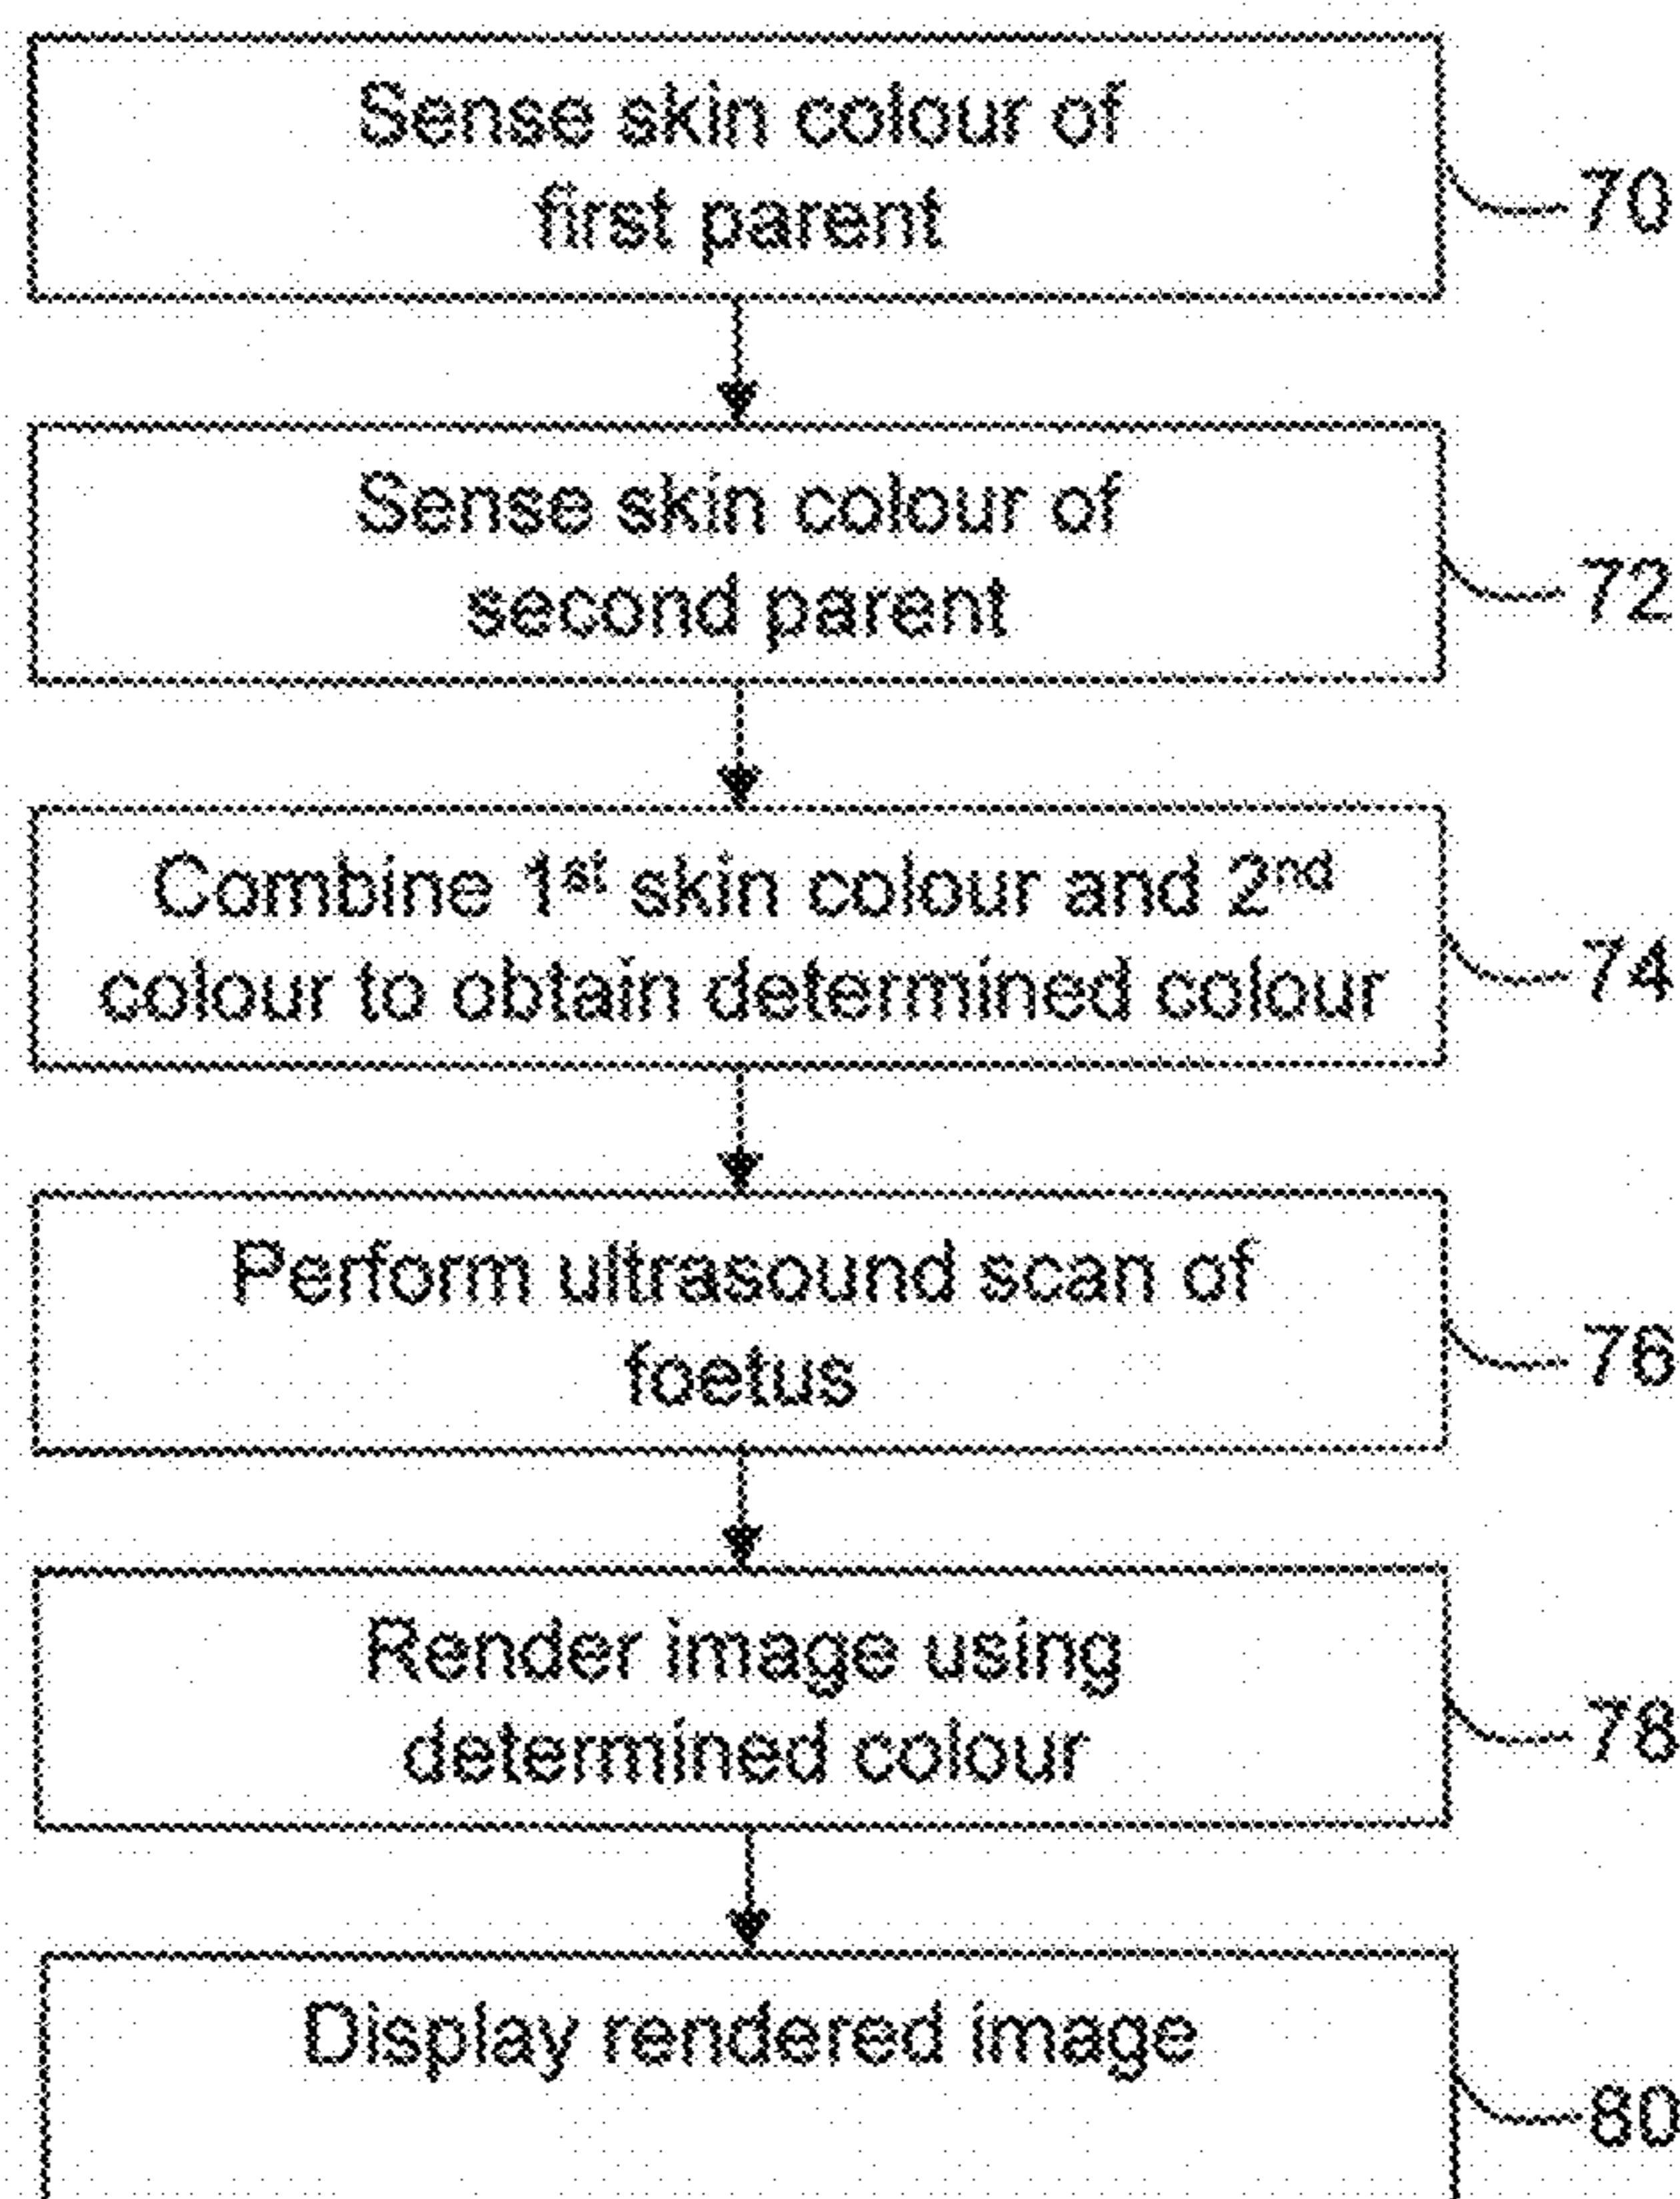 Sense skin colour of
first parent
70
Sense skin colour of
second parent
72
Combine 1st skin colour and 2nd
colour to obtain determined colour
74
Perform ultrasound scan of
foetus
76
Render image using
determined colour
78
Display rendered image
80